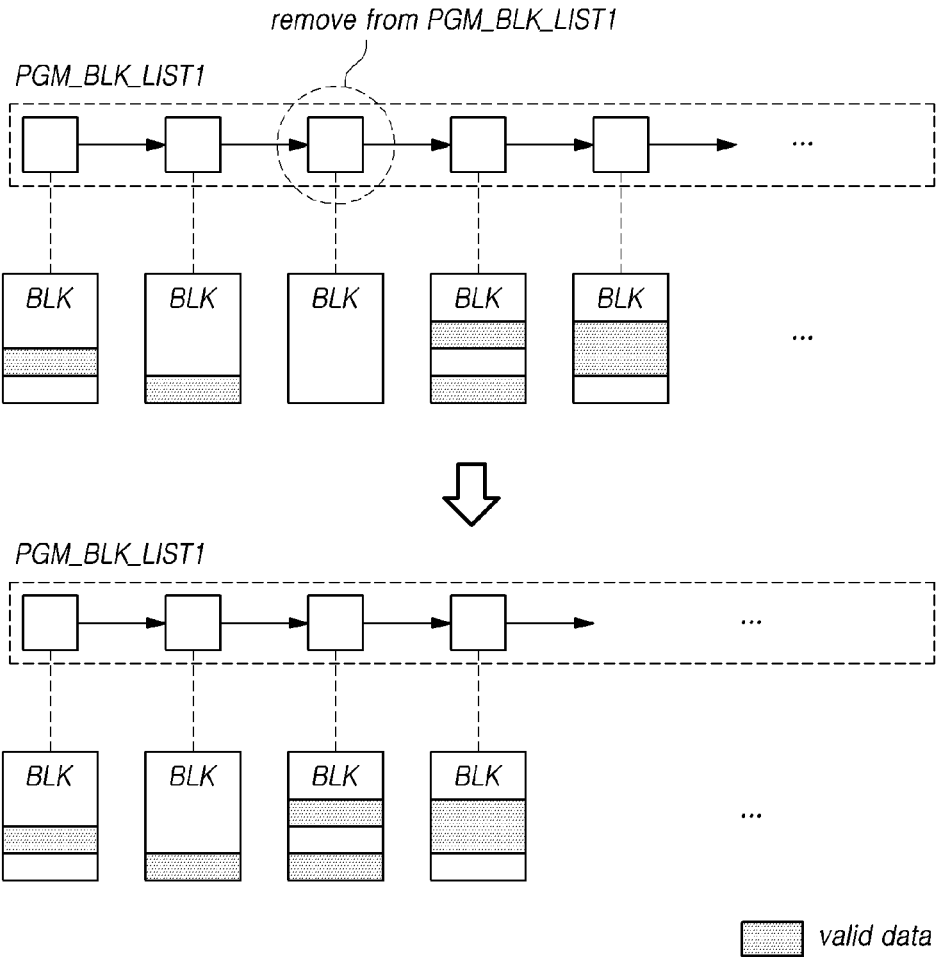 remove from PGM_BLK_LIST1
PGM_BLK_LIST1
...
BLK BLK BLK BLK BLK
...
PGM_BLK_LIST1
...
BLK BLK BLK BLK
...
valid data